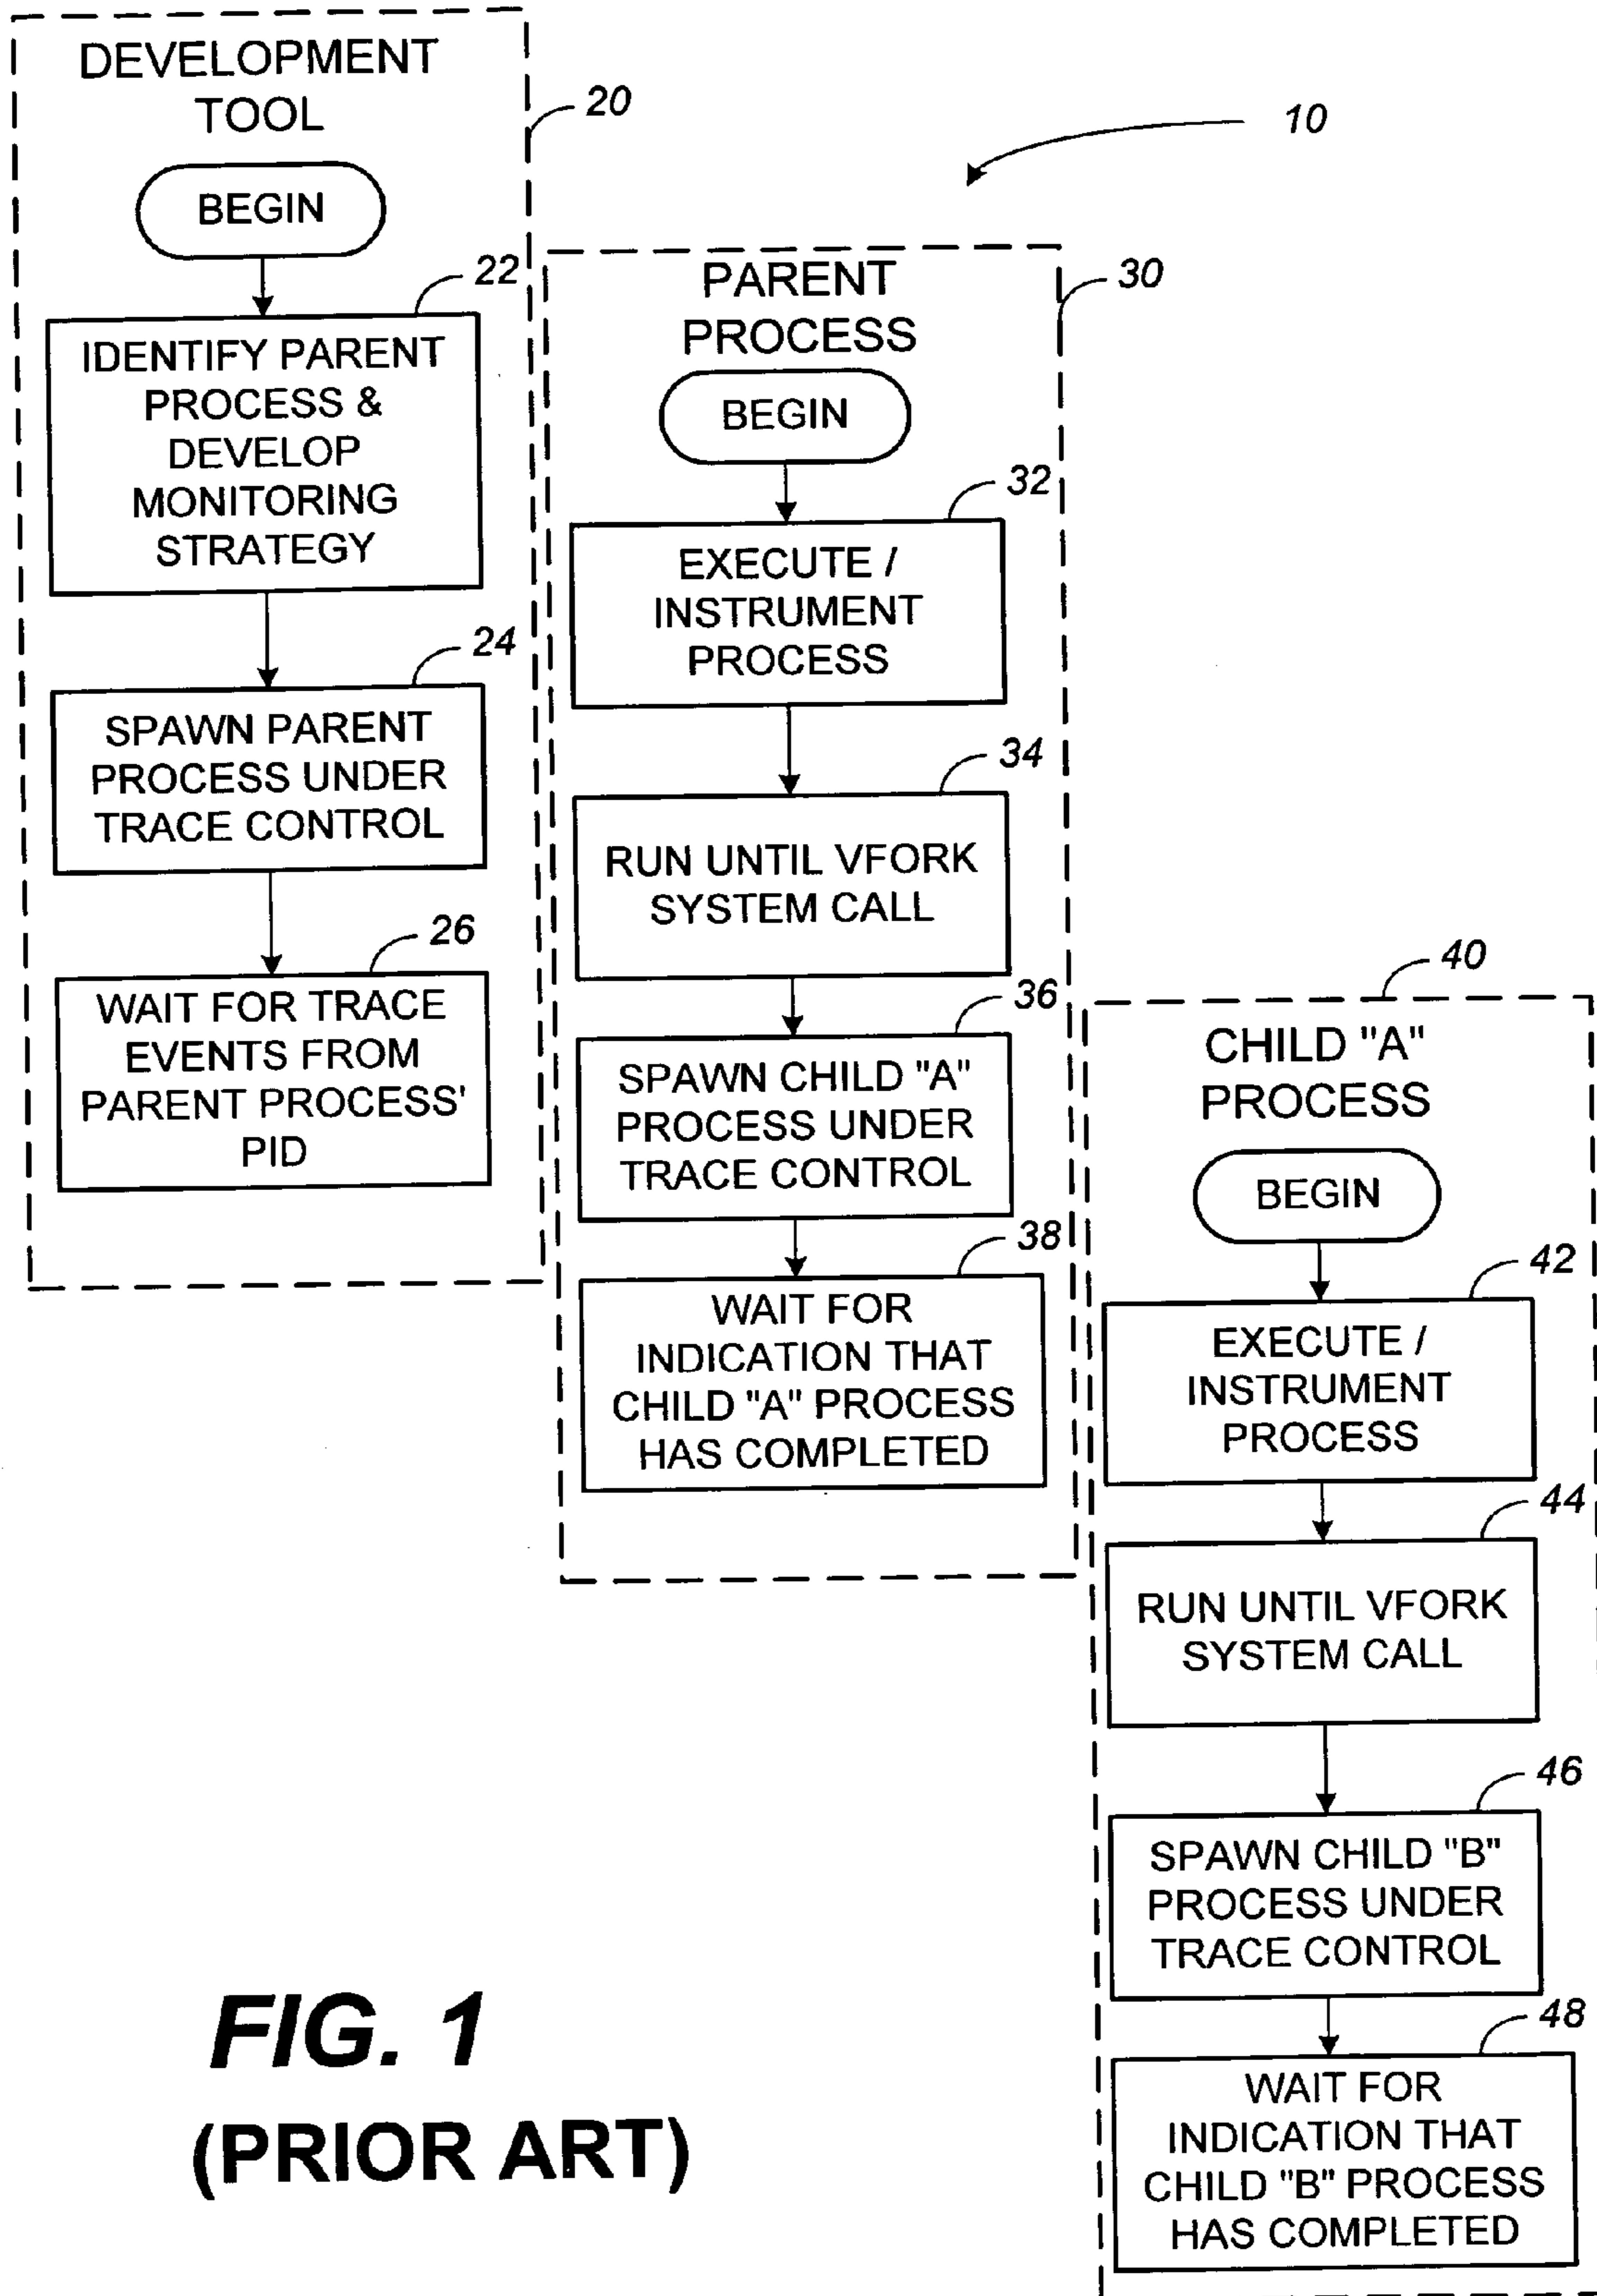 DEVELOPMENT
TOOL
20
10
BEGIN
22
IDENTIFY PARENT
PROCESS &
DEVELOP
MONITORING
STRATEGY
24
SPAWN PARENT
PROCESS UNDER
TRACE CONTROL
26
WAIT FOR TRACE
EVENTS FROM
PARENT PROCESS'
PID
PARENT
PROCESS
30
BEGIN
32
EXECUTE /
INSTRUMENT
PROCESS
34
RUN UNTIL VFORK
SYSTEM CALL
36
SPAWN CHILD "A"
PROCESS UNDER
TRACE CONTROL
38
WAIT FOR
INDICATION THAT
CHILD "A" PROCESS
HAS COMPLETED
40
CHILD "A"
PROCESS
BEGIN
42
EXECUTE /
INSTRUMENT
PROCESS
44
RUN UNTIL VFORK
SYSTEM CALL
46
SPAWN CHILD "B"
PROCESS UNDER
TRACE CONTROL
48
WAIT FOR
INDICATION THAT
CHILD "B" PROCESS
HAS COMPLETED
FIG. 1
(PRIOR ART)